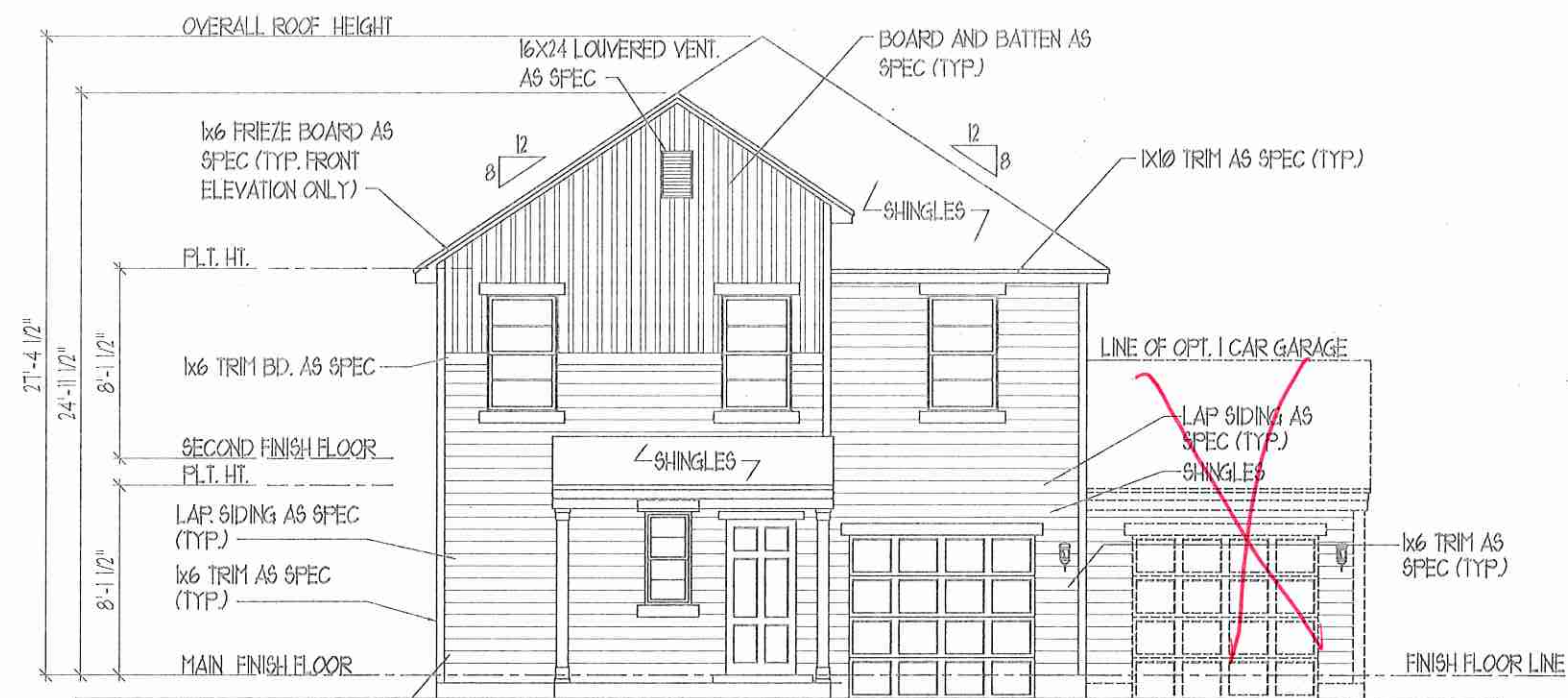 OVERALL ROOF HEIGHT
16X24 LOUVERED VENT.
AS SPEC
BOARD AND BATTEN AS
SPEC (TYP.)
1x6 FRIEZE BOARD AS
SPEC (TYP. FRONT
ELEVATION ONLY)
12
8
12
8
1X10 TRIM AS SPEC (TYP.)
SHINGLES
PLT. HT.
27'-4 1/2"
24'-11 1/2"
8'-1 1/2"
1x6 TRIM BD. AS SPEC
LINE OF OPT. 1 CAR GARAGE
LAP SIDING AS
SPEC (TYP.)
SECOND FINISH FLOOR
PLT. HT.
SHINGLES
SHINGLES
LAP. SIDING AS SPEC
(TYP.)
8'-1 1/2"
1x6 TRIM AS SPEC
(TYP.)
1x6 TRIM AS
SPEC (TYP.)
MAIN FINISH FLOOR
FINISH FLOOR LINE